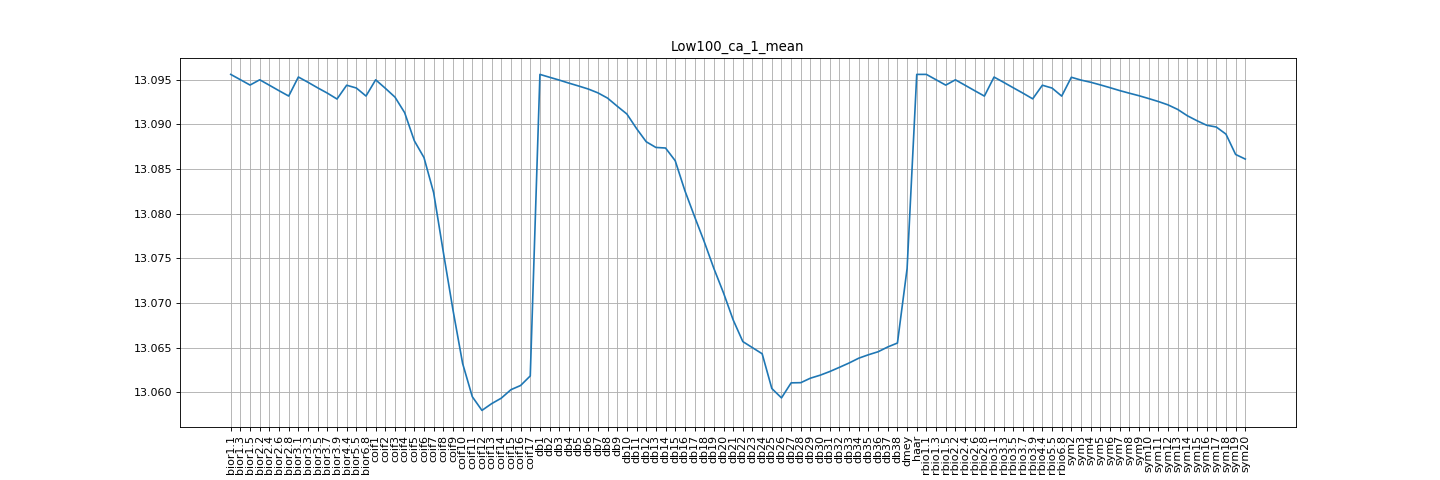 Low100_ca_1_mean
13.095
13.090
13.085
13.080
13.075
13.070
13.065
13.060
bior1.1
bior1.3
bior1.5
bior2.2
bior2.4
bior2.6
bior2.8
bior3.1
bior3.3
bior3.5
bior3.7
bior3.9
bior4.4
bior5.5
bior6.8
coif1
coif2
coif3
coif4
coif5
coif6
coif7
coif8
coif9
coif10
coif11
coif12
coif13
coif14
coif15
coif16
coif17
db1
db2
db3
db4
db5
db6
db7
db8
db9
db10
db11
db12
db13
db14
db15
db16
db17
db18
db19
db20
db21
db22
db23
db24
db25
db26
db27
db28
db29
db30
db31
db32
db33
db34
db35
db36
db37
db38
dmey
haar
rbio1.1
rbio1.3
rbio1.5
rbio2.2
rbio2.4
rbio2.6
rbio2.8
rbio3.1
rbio3.3
rbio3.5
rbio3.7
rbio3.9
rbio4.4
rbio5.5
rbio6.8
sym2
sym3
sym4
sym5
sym6
sym7
sym8
sym9
sym10
sym11
sym12
sym13
sym14
sym15
sym16
sym17
sym18
sym19
sym20